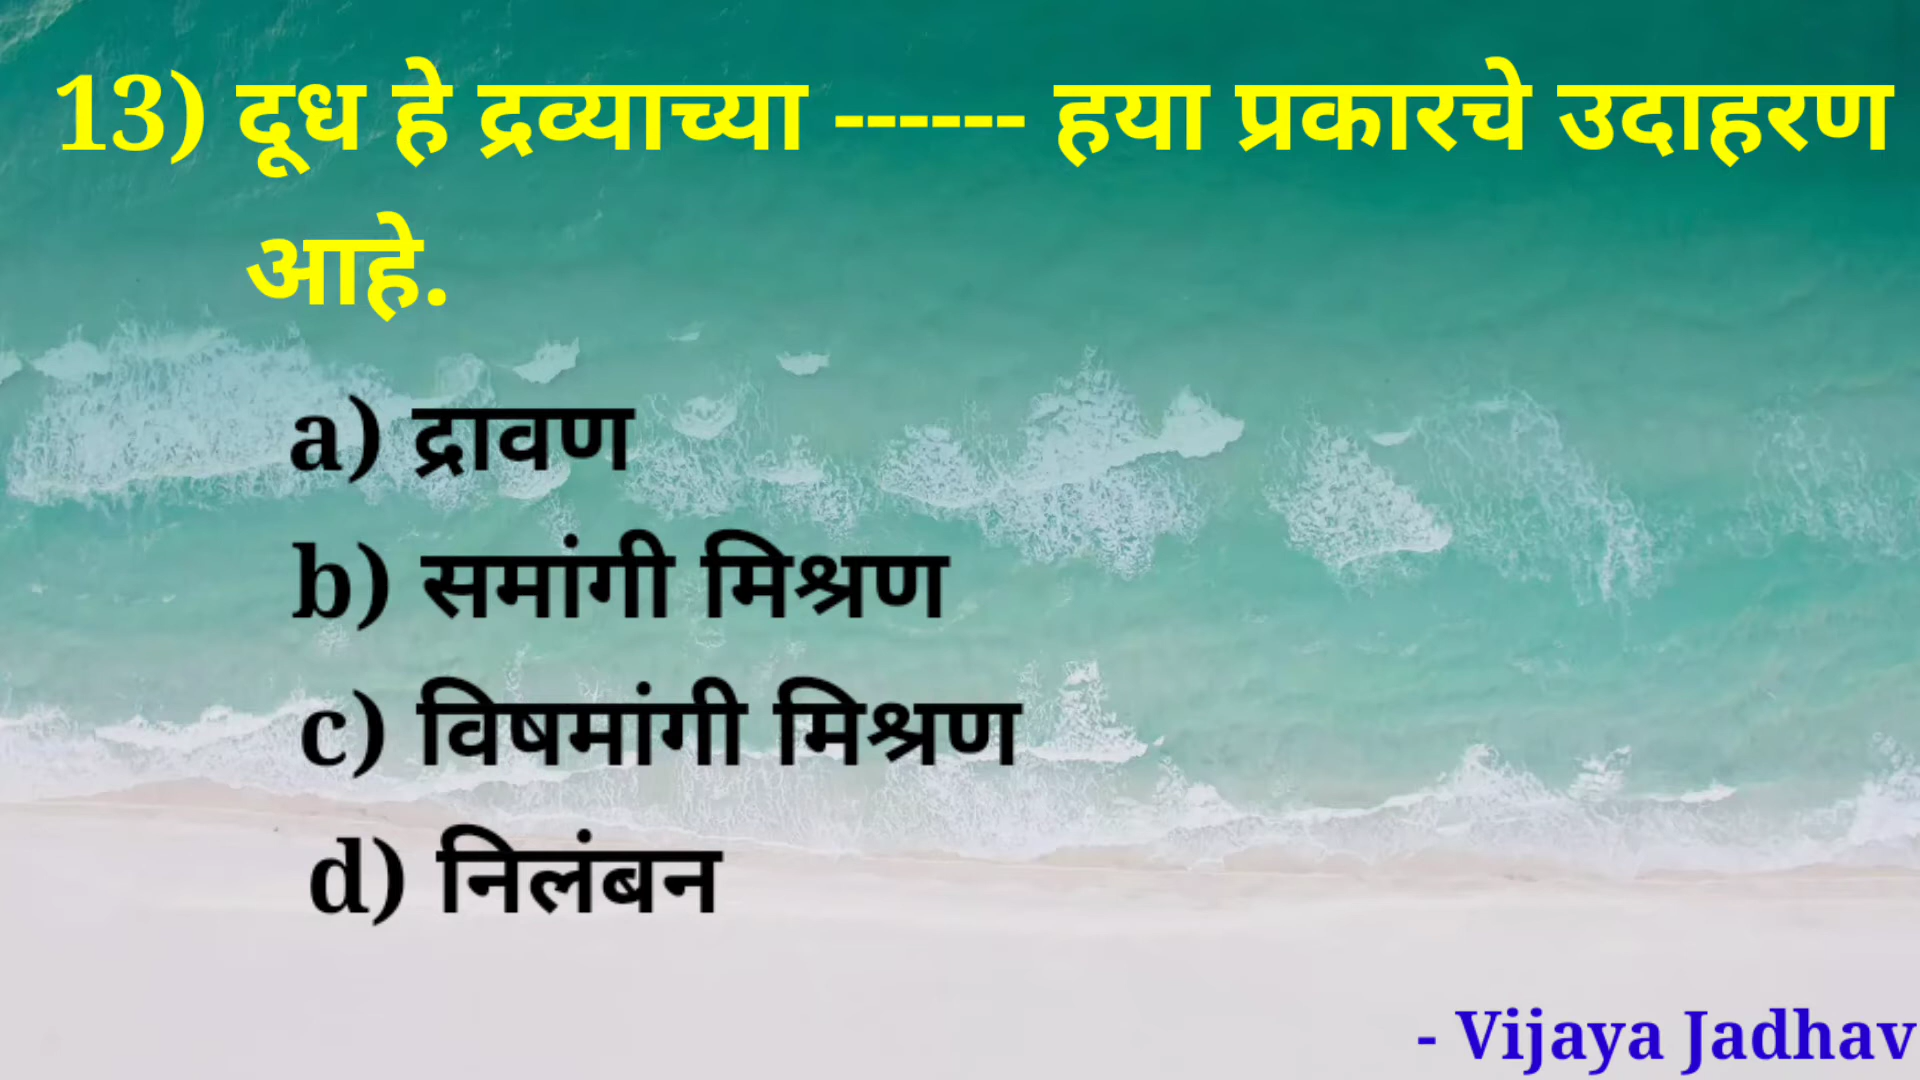 13) दूध हे द्रव्याच्या ------ हया प्रकारचे उदाहरण
आहे.
a) द्रावण
b) समांगी मिश्रण
c) विषमांगी मिश्रण
d) निलंबन
- Vijaya Jadhav